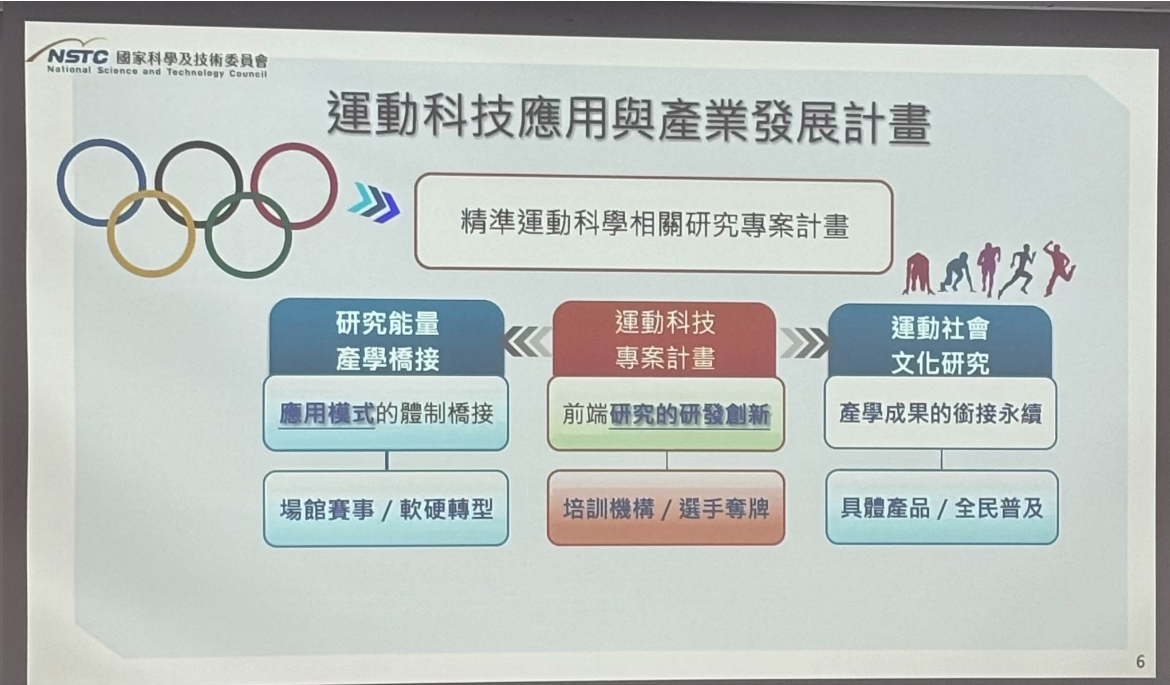 NSTC 國家科學及技術委員會
National Science and Technology Council
運動科技應用與產業發展計畫
精準運動科學相關研究專案計畫
研究能量
產學橋接
應用模式的體制橋接
場館賽事 / 軟硬轉型
運動科技
專案計畫
前端研究的研發創新
培訓機構 / 選手奪牌
運動社會
文化研究
產學成果的銜接永續
具體產品 / 全民普及
6